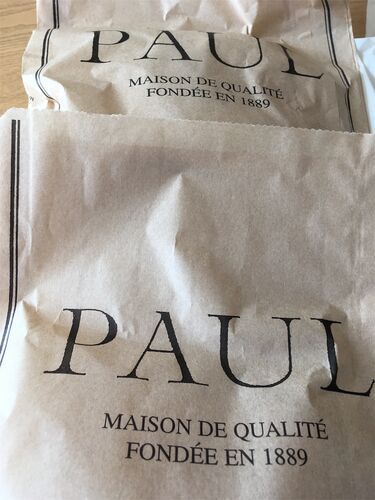 PAUL
MAISON DE QUALITÉ
FONDÉE EN 1889
PAUL
MAISON DE QUALITÉ
FONDÉE EN 1889